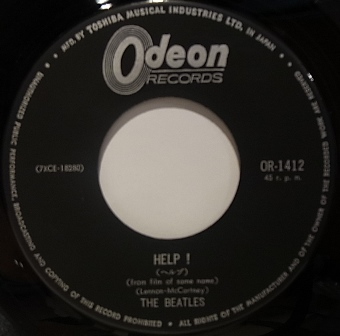 MFD. BY TOSHIBA MUSICAL INDUSTRIES LTD. IN JAPAN
Odeon
RECORDS
(7XCE-18280)
OR-1412
45 r. p. m.
HELP !
(ヘルプ)
(from film of same name)
(Lennon-McCartney)
THE BEATLES
ALL RIGHTS OF THE MANUFACTURER AND OF THE OWNER OF THE RECORDED WORK ARE RESERVED
UNAUTHORIZED PUBLIC PERFORMANCE, BROADCASTING AND COPYING OF THIS RECORD PROHIBITED